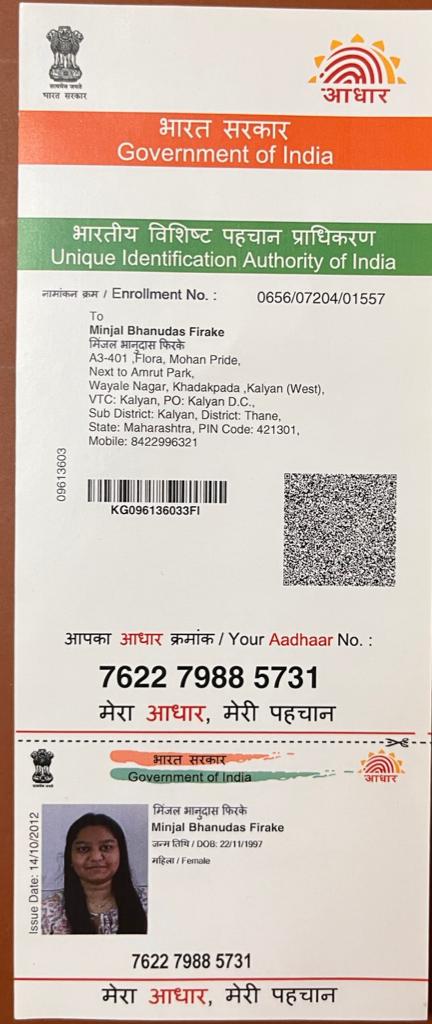 सत्यमेव जयते
भारत सरकार
आधार
भारत सरकार
Government of India
भारतीय विशिष्ट पहचान प्राधिकरण
Unique Identification Authority of India
नामांकन क्रम / Enrollment No. : 0656/07204/01557
To
Minjal Bhanudas Firake
मिंजल भानुदास फिरके
A3-401 ,Flora, Mohan Pride,
Next to Amrut Park,
Wayale Nagar, Khadakpada ,Kalyan (West),
VTC: Kalyan, PO: Kalyan D.C.,
Sub District: Kalyan, District: Thane,
State: Maharashtra, PIN Code: 421301,
Mobile: 8422996321
09613603
KG096136033FI
आपका आधार क्रमांक / Your Aadhaar No. :
7622 7988 5731
मेरा आधार, मेरी पहचान
भारत सरकार
Government of India
आधार
Issue Date: 14/10/2012
मिंजल भानुदास फिरके
Minjal Bhanudas Firake
जन्म तिथि / DOB: 22/11/1997
महिला / Female
7622 7988 5731
मेरा आधार, मेरी पहचान